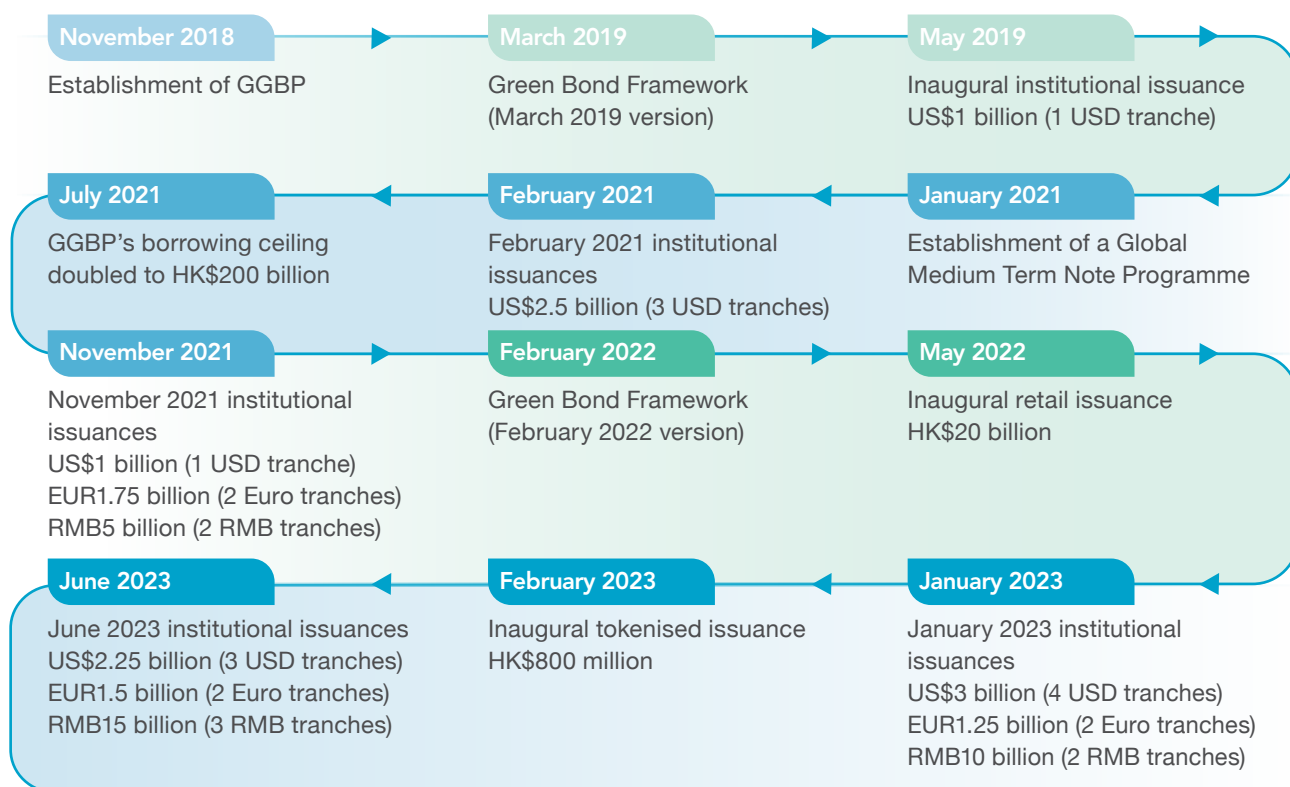 November 2018
Establishment of GGBP
March 2019
Green Bond Framework
(March 2019 version)
May 2019
Inaugural institutional issuance
US$1 billion (1 USD tranche)
January 2021
Establishment of a Global
Medium Term Note Programme
February 2021
February 2021 institutional
issuances
US$2.5 billion (3 USD tranches)
July 2021
GGBP’s borrowing ceiling
doubled to HK$200 billion
November 2021
November 2021 institutional
issuances
US$1 billion (1 USD tranche)
EUR1.75 billion (2 Euro tranches)
RMB5 billion (2 RMB tranches)
February 2022
Green Bond Framework
(February 2022 version)
May 2022
Inaugural retail issuance
HK$20 billion
January 2023
January 2023 institutional
issuances
US$3 billion (4 USD tranches)
EUR1.25 billion (2 Euro tranches)
RMB10 billion (2 RMB tranches)
February 2023
Inaugural tokenised issuance
HK$800 million
June 2023
June 2023 institutional issuances
US$2.25 billion (3 USD tranches)
EUR1.5 billion (2 Euro tranches)
RMB15 billion (3 RMB tranches)